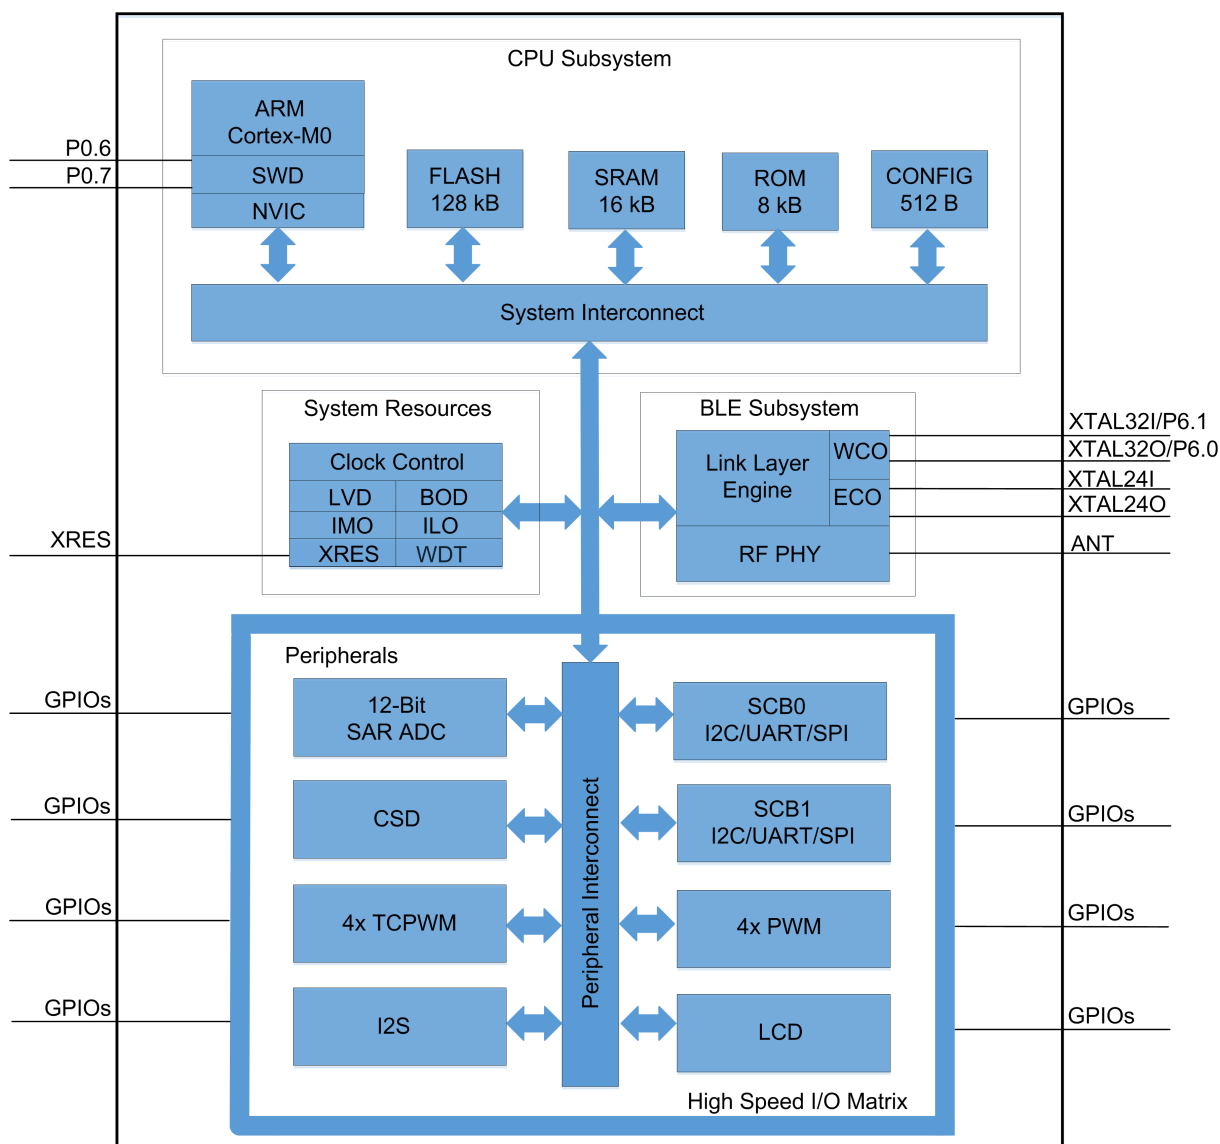 CPU Subsystem
ARM
Cortex-M0
SWD
NVIC
FLASH
128 kB
SRAM
16 kB
ROM
8 kB
CONFIG
512 B
P0.6
P0.7
System Interconnect
System Resources
Clock Control
LVD
BOD
IMO
ILO
XRES
WDT
XRES
BLE Subsystem
Link Layer
Engine
WCO
ECO
RF PHY
XTAL32I/P6.1
XTAL32O/P6.0
XTAL24I
XTAL24O
ANT
Peripherals
GPIOs
12-Bit
SAR ADC
SCB0
I2C/UART/SPI
GPIOs
GPIOs
CSD
SCB1
I2C/UART/SPI
GPIOs
Peripheral Interconnect
GPIOs
4x TCPWM
4x PWM
GPIOs
GPIOs
I2S
LCD
GPIOs
High Speed I/O Matrix